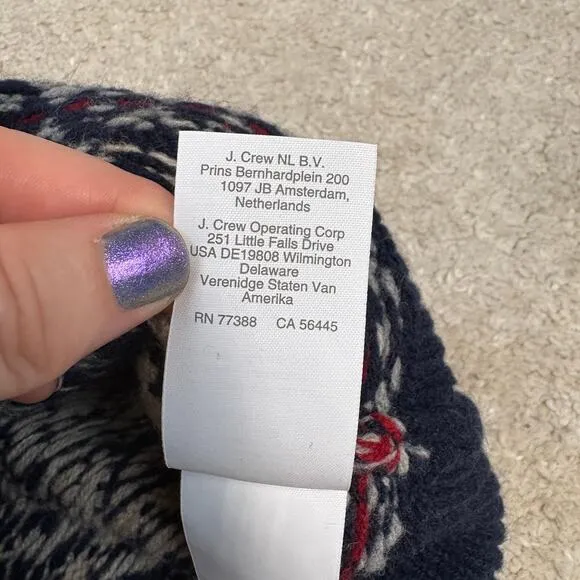 J. Crew NL B.V.
Prins Bernhardplein 200
1097 JB Amsterdam,
Netherlands
J. Crew Operating Corp
251 Little Falls Drive
USA DE19808 Wilmington
Delaware
Verenidge Staten Van
Amerika
RN 77388 CA 56445